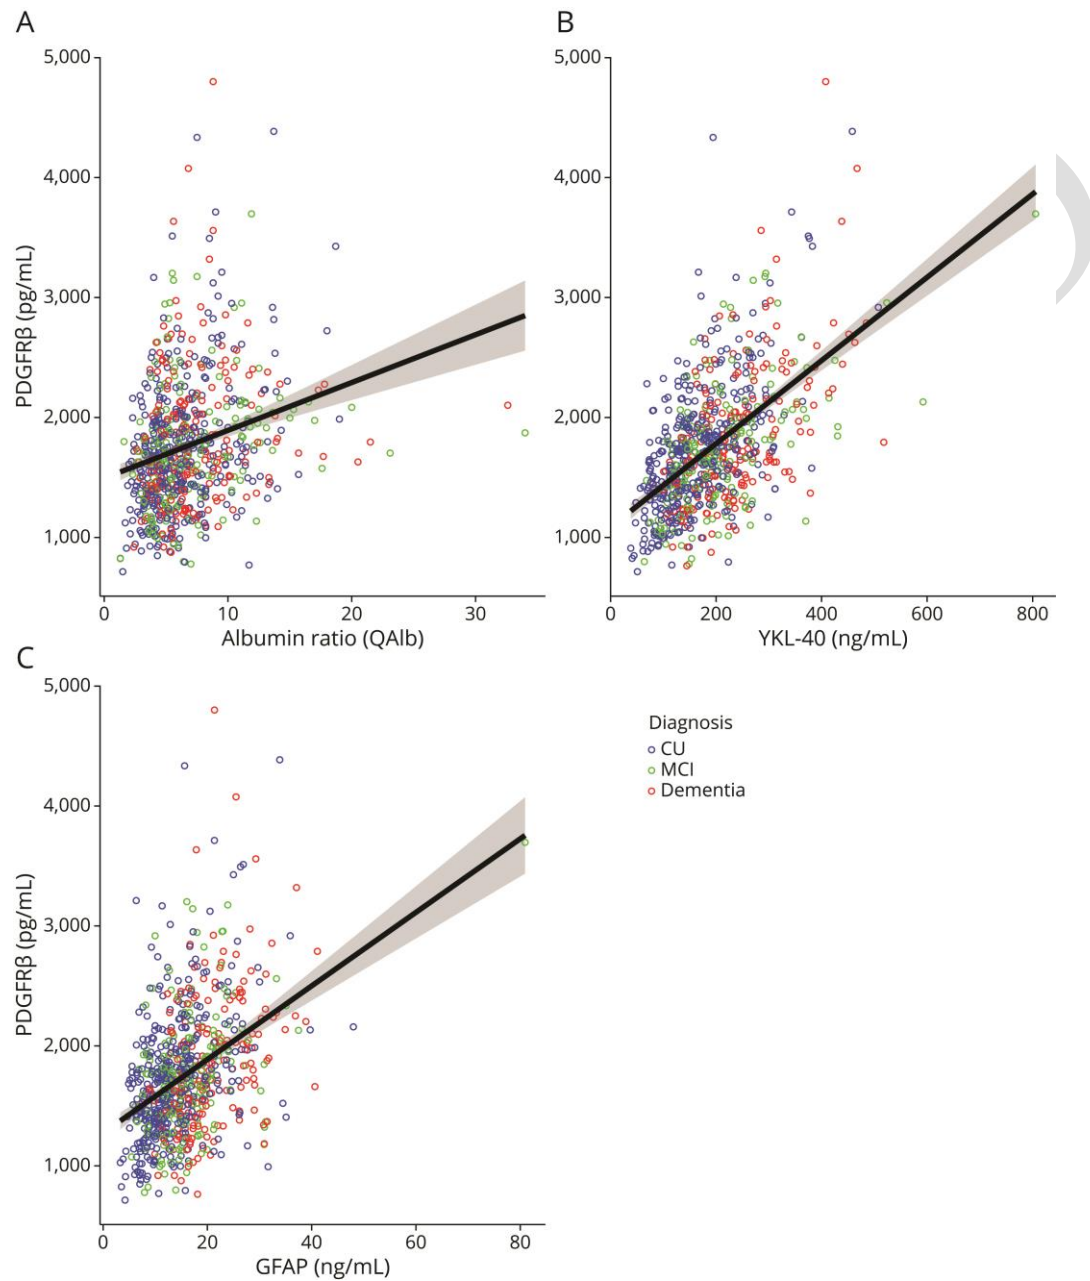 A
5,000
4,000
3,000
2,000
1,000
PDGFRβ (pg/mL)
0 10 20 30
Albumin ratio (QAlb)
B
5,000
4,000
3,000
2,000
1,000
0 200 400 600 800
YKL-40 (ng/mL)
C
5,000
4,000
3,000
2,000
1,000
PDGFRβ (pg/mL)
0 20 40 60 80
GFAP (ng/mL)
Diagnosis
CU
MCI
Dementia